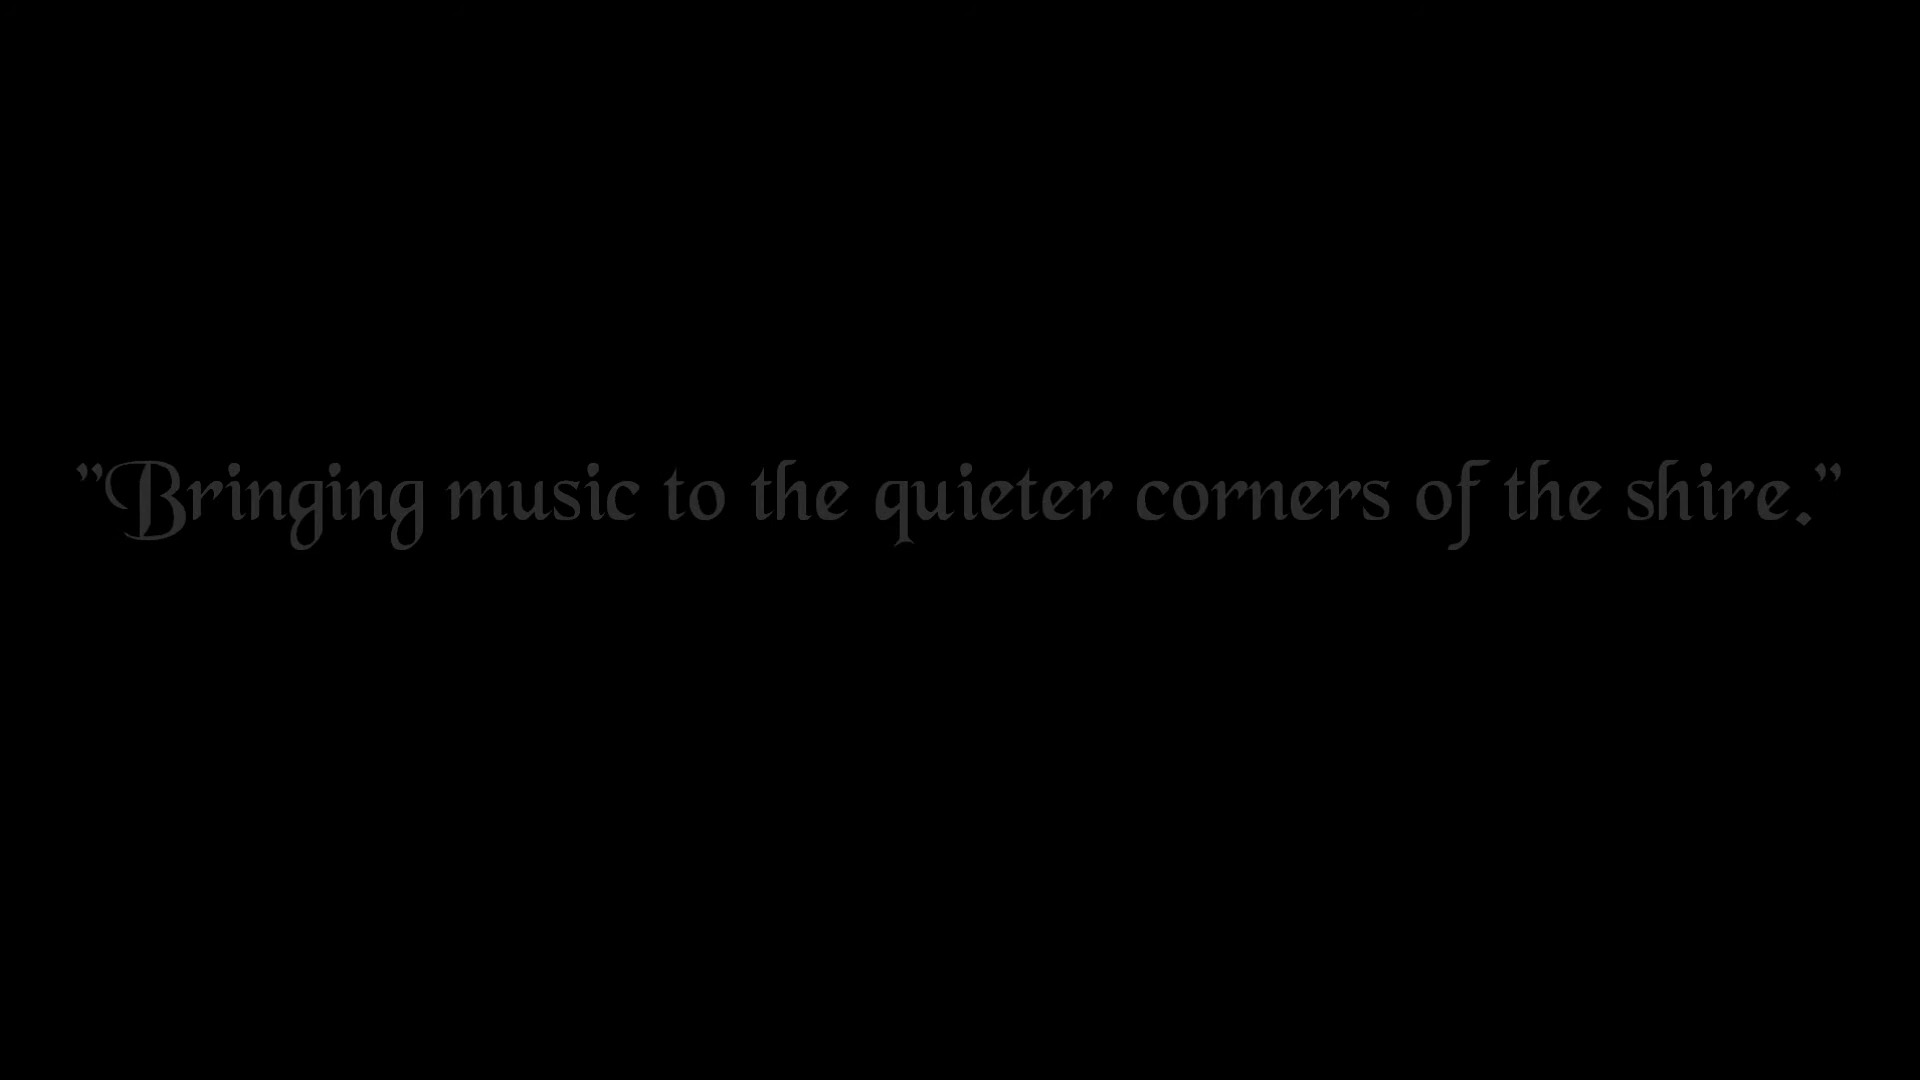 "Bringing music to the quieter corners of the shire."